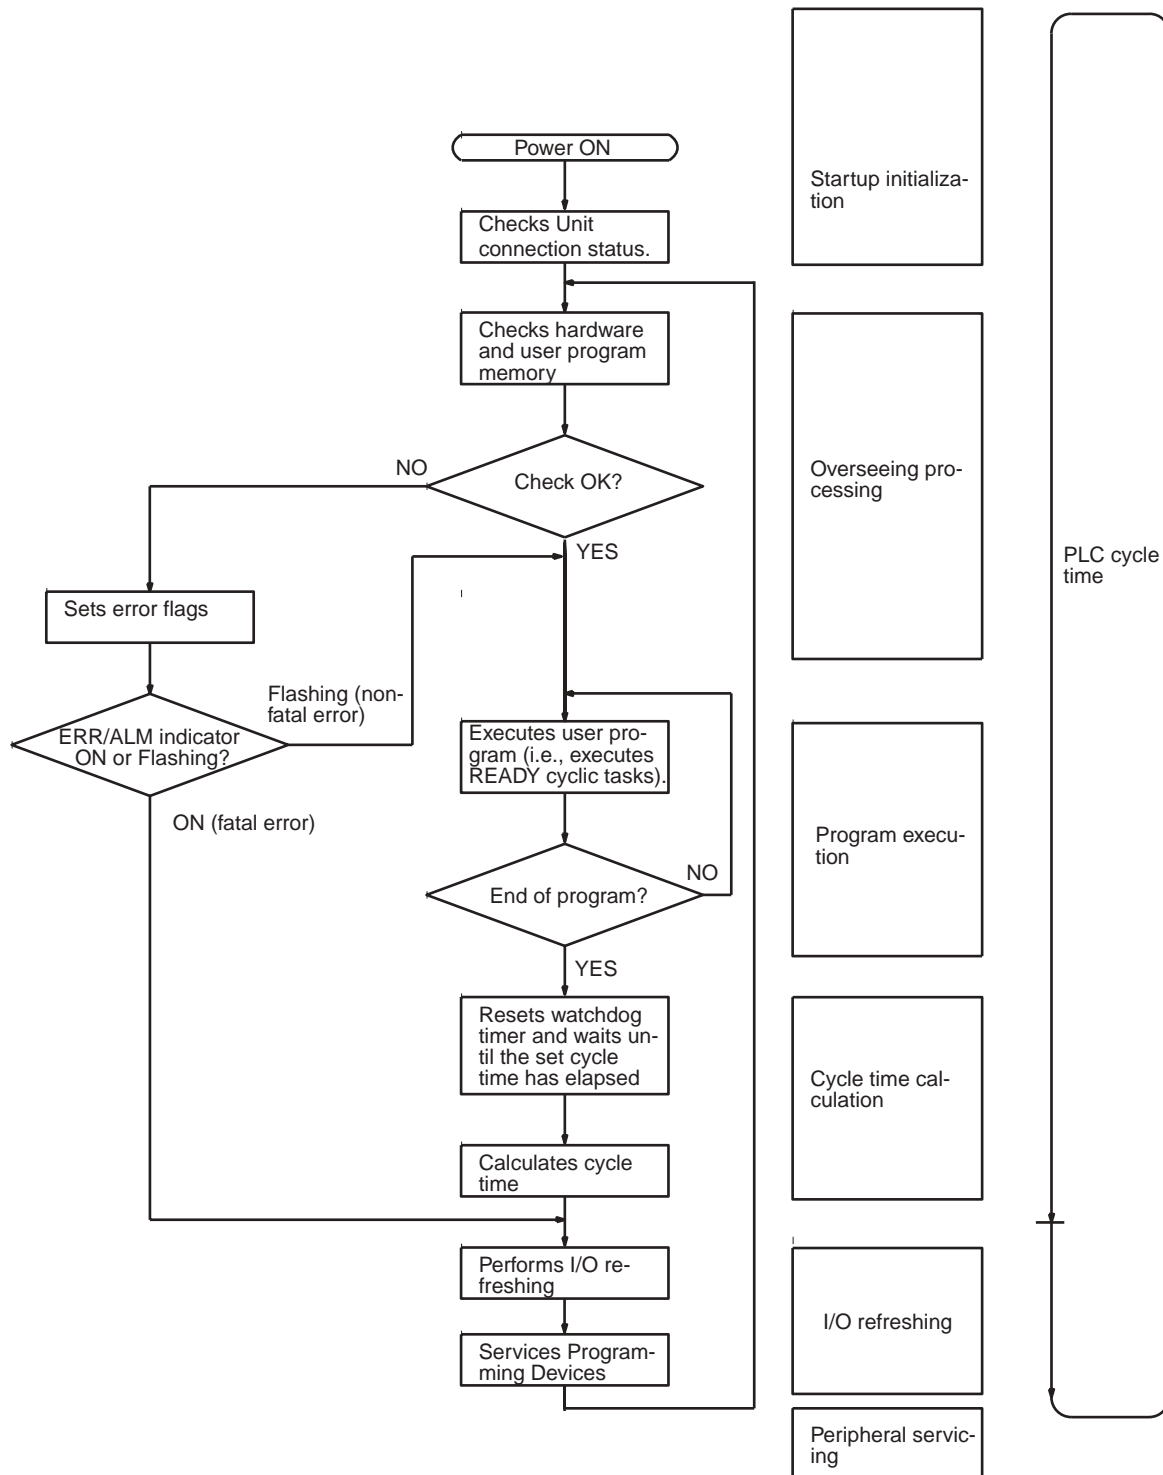 Power ON
Checks Unit
connection status.
Checks hardware
and user program
memory
NO
Check OK?
YES
Sets error flags
Flashing (non-
fatal error)
ERR/ALM indicator
ON or Flashing?
ON (fatal error)
Executes user pro-
gram (i.e., executes
READY cyclic tasks).
NO
End of program?
YES
Resets watchdog
timer and waits un-
til the set cycle
time has elapsed
Calculates cycle
time
Performs I/O re-
freshing
Services Program-
ming Devices
Startup initializa-
tion
Overseeing pro-
cessing
Program execu-
tion
Cycle time cal-
culation
I/O refreshing
Peripheral servic-
ing
PLC cycle
time